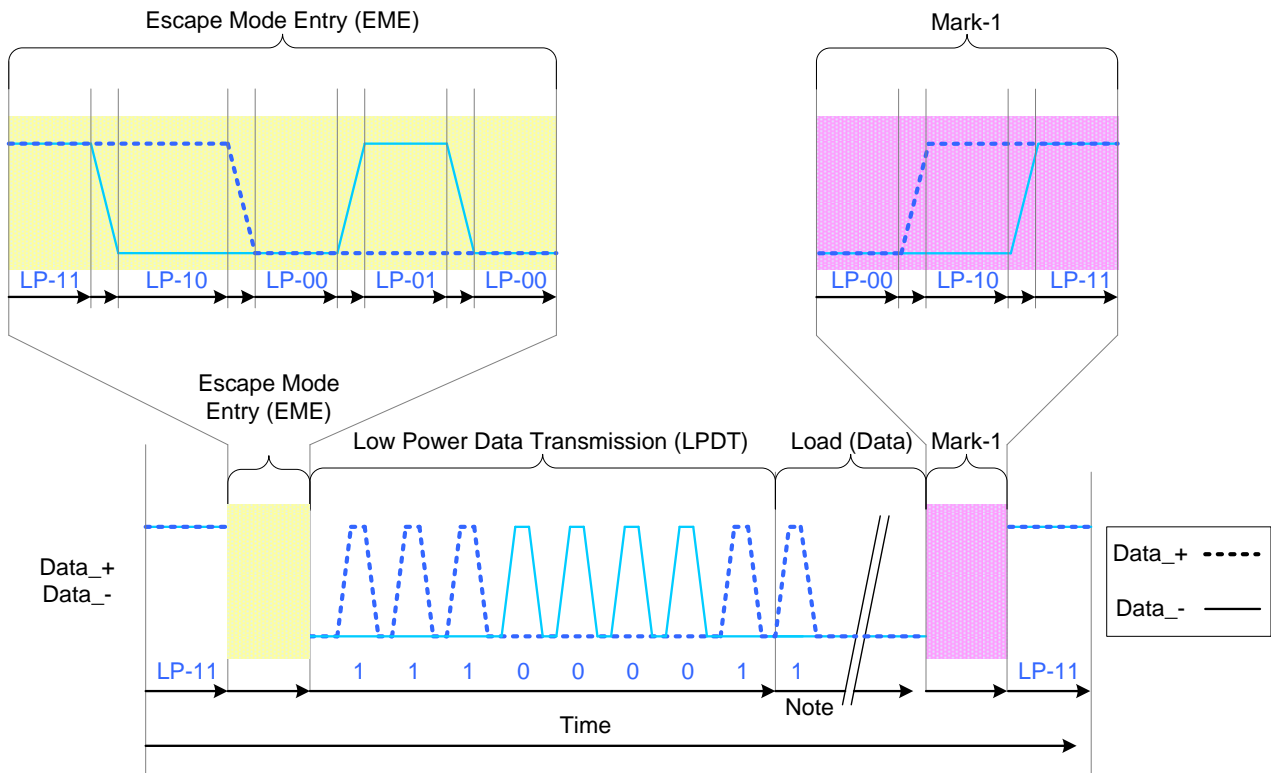 Escape Mode Entry (EME)
Mark-1
LP-11 LP-10 LP-00 LP-01 LP-00
LP-00 LP-10 LP-11
Escape Mode
Entry (EME)
Low Power Data Transmission (LPDT)
Load (Data)
Mark-1
Data_+
Data_-
Data_+
Data_-
LP-11
1 1 1 0 0 0 0 1 1
LP-11
Note
Time